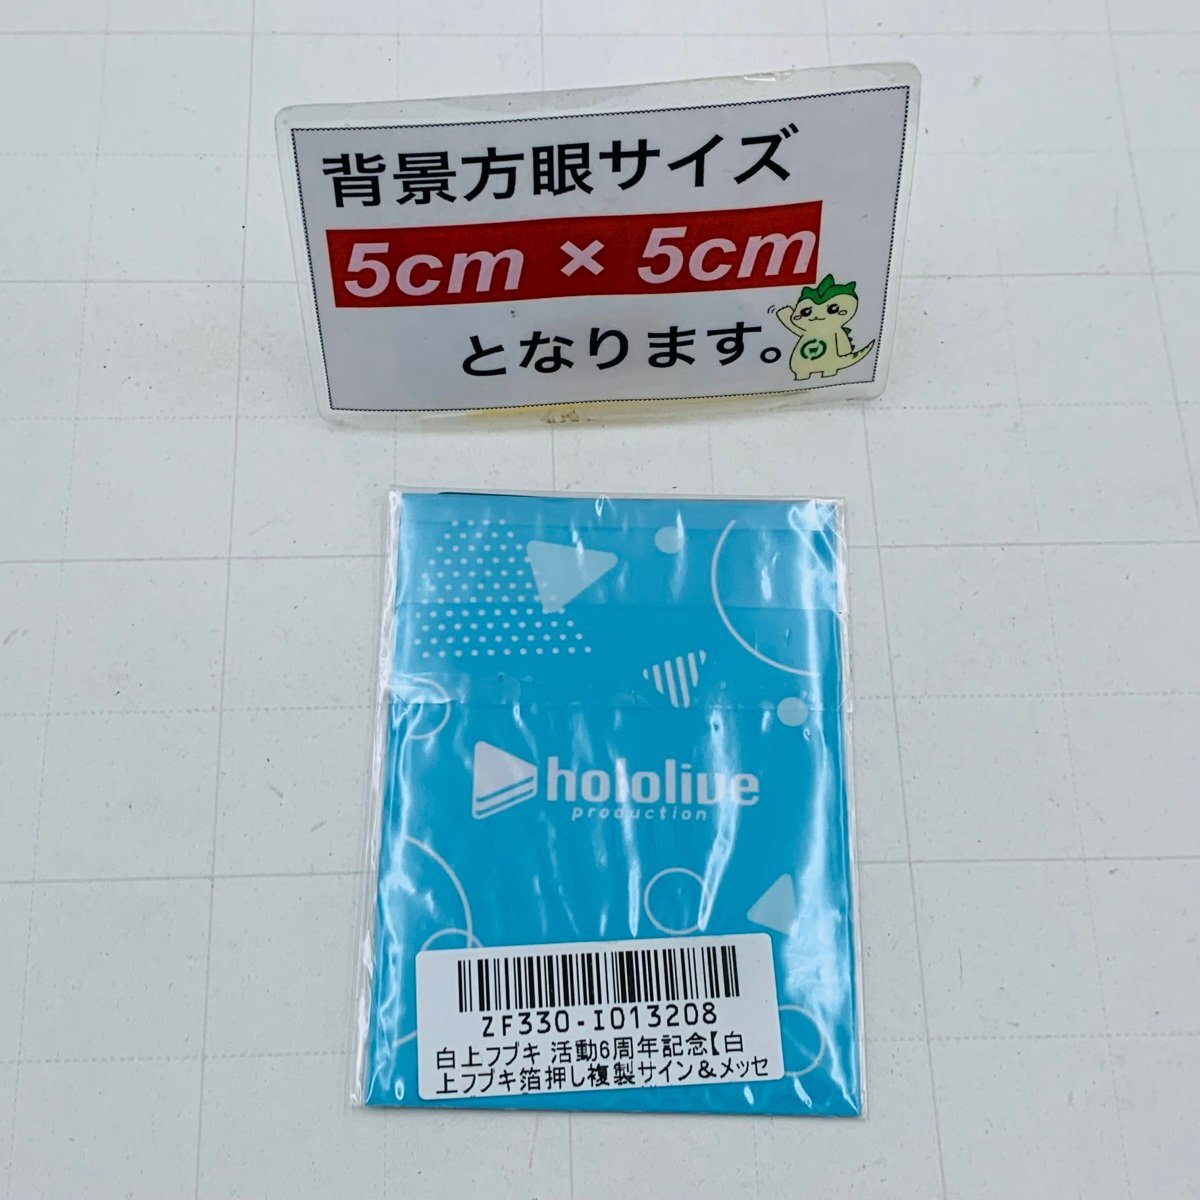 背景方眼サイズ
5cm × 5cm
となります。
hololive
production
ZF330-I013208
白上フブキ 活動6周年記念【白
上フブキ箔押し複製サイン＆メッセ